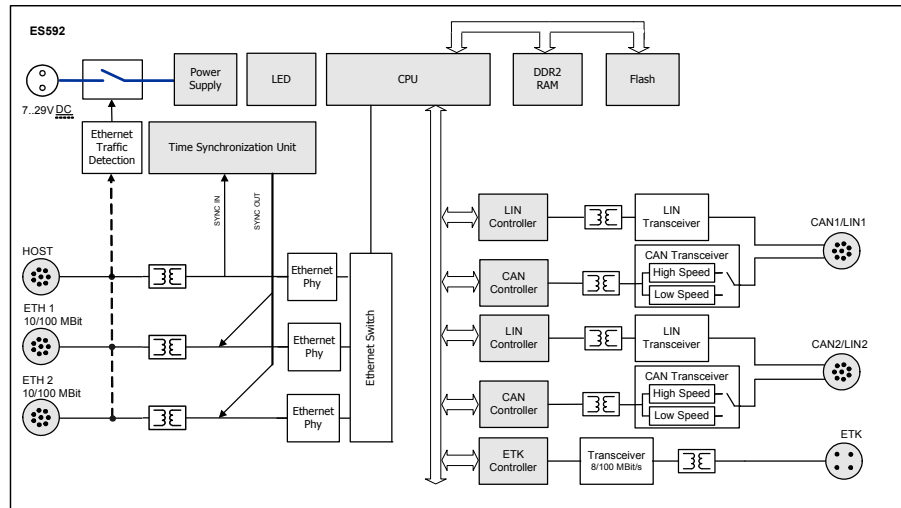 ES592
Power
Supply
LED
CPU
DDR2
RAM
Flash
7..29V DC
Ethernet
Traffic
Detection
Time Synchronization Unit
SYNC IN
SYNC OUT
LIN
Controller
LIN
Transceiver
CAN1/LIN1
HOST
Ethernet
Phy
CAN
Controller
CAN Transceiver
High Speed
Low Speed
ETH 1
10/100 MBit
Ethernet
Phy
Ethernet Switch
LIN
Controller
LIN
Transceiver
CAN2/LIN2
ETH 2
10/100 MBit
Ethernet
Phy
CAN
Controller
CAN Transceiver
High Speed
Low Speed
ETK
Controller
Transceiver
8/100 MBit/s
ETK